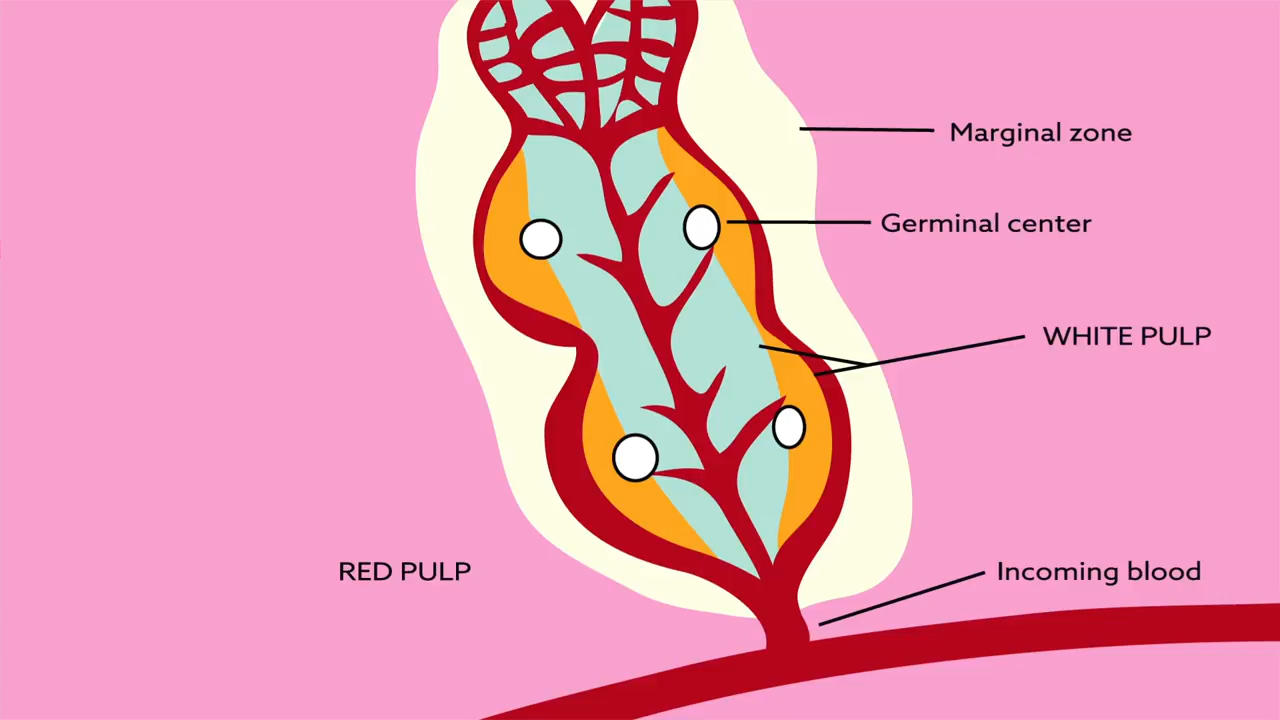 Marginal zone
Germinal center
WHITE PULP
RED PULP
Incoming blood